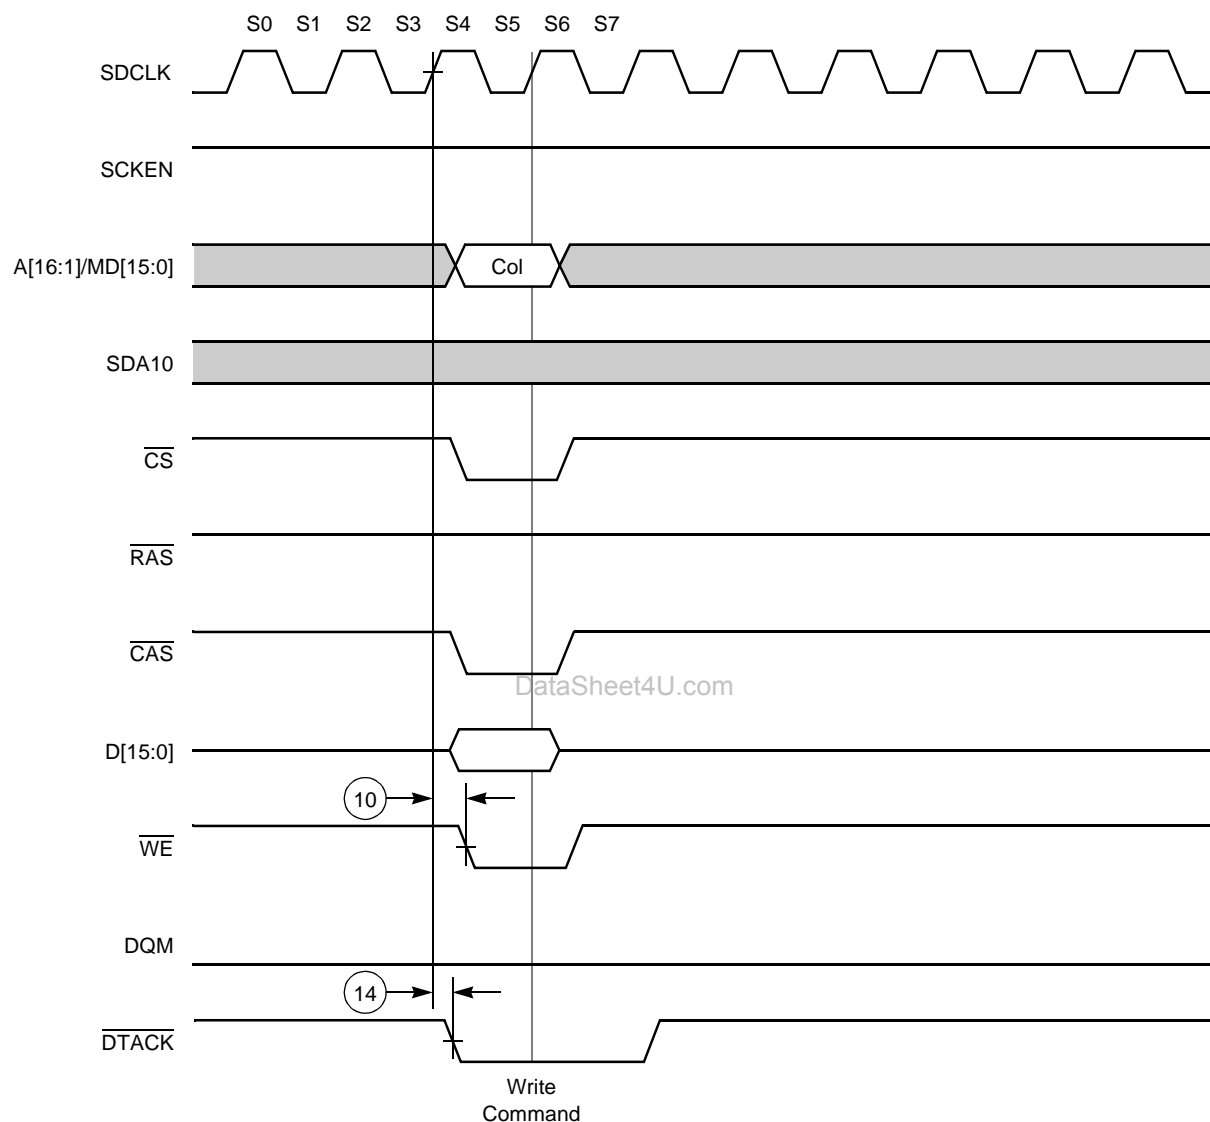 S0 S1 S2 S3 S4 S5 S6 S7
SDCLK
SCKEN
A[16:1]/MD[15:0]
Col
SDA10
CS
RAS
CAS
DataSheet4U.com
D[15:0]
10
WE
DQM
14
DTACK
Write
Command